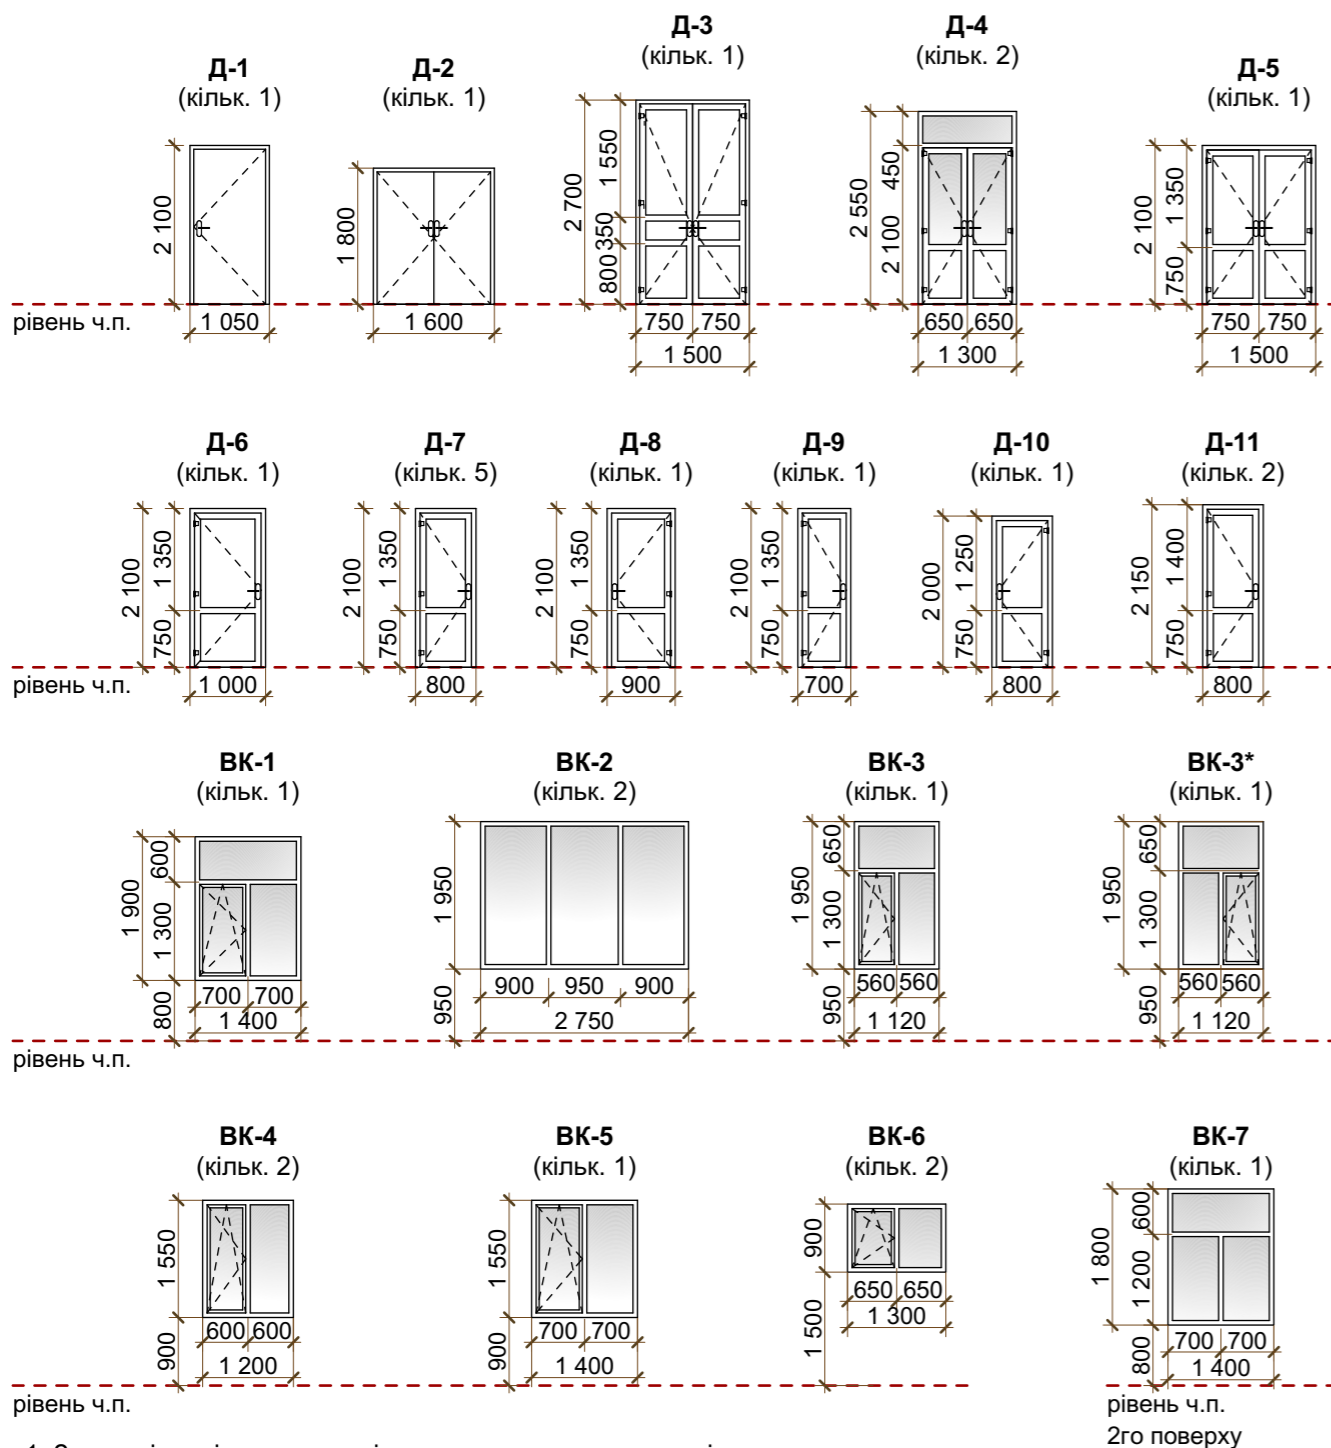 Д-1
(кільк. 1)
2 100
1 050
Д-2
(кільк. 1)
1 800
1 600
Д-3
(кільк. 1)
2 700
1 550
350
800
750 750
1 500
Д-4
(кільк. 2)
2 550
450
2 100
650 650
1 300
Д-5
(кільк. 1)
2 100
1 350
750
750 750
1 500
рівень ч.п.
Д-6
(кільк. 1)
2 100
1 350
750
1 000
Д-7
(кільк. 5)
2 100
1 350
750
800
Д-8
(кільк. 1)
2 100
1 350
750
900
Д-9
(кільк. 1)
2 100
1 350
750
700
Д-10
(кільк. 1)
2 000
1 250
750
800
Д-11
(кільк. 2)
2 150
1 400
750
800
рівень ч.п.
ВК-1
(кільк. 1)
1 900
600
1 300
800
700 700
1 400
ВК-2
(кільк. 2)
1 950
950
900 950 900
2 750
ВК-3
(кільк. 1)
1 950
650
1 300
950
560 560
1 120
ВК-3*
(кільк. 1)
1 950
650
1 300
950
560 560
1 120
рівень ч.п.
ВК-4
(кільк. 2)
1 550
900
600 600
1 200
ВК-5
(кільк. 1)
1 550
900
700 700
1 400
ВК-6
(кільк. 2)
900
1 500
650 650
1 300
ВК-7
(кільк. 1)
1 800
600
1 200
800
700 700
1 400
рівень ч.п.
рівень ч.п.
2го поверху